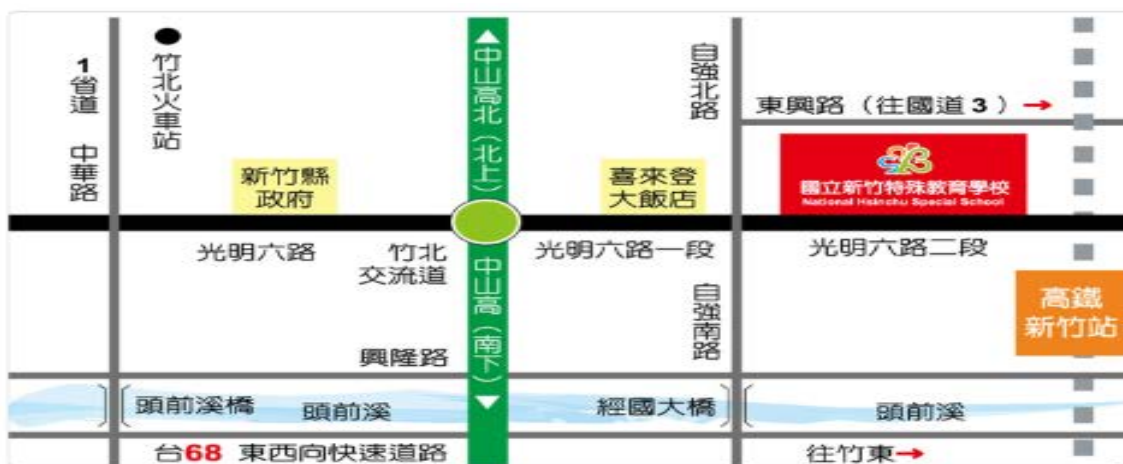 1省道 中華路
竹北火車站
中山高北（北上）
自強北路
東興路（往國道 3 ）→
新竹縣
政府
喜來登
大飯店
國立新竹特殊教育學校
National Hsinchu Special School
光明六路
竹北
交流道
中山高（南下）
光明六路一段
光明六路二段
自強南路
高鐵
新竹站
興隆路
頭前溪橋
頭前溪
經國大橋
頭前溪
台68 東西向快速道路
往竹東→